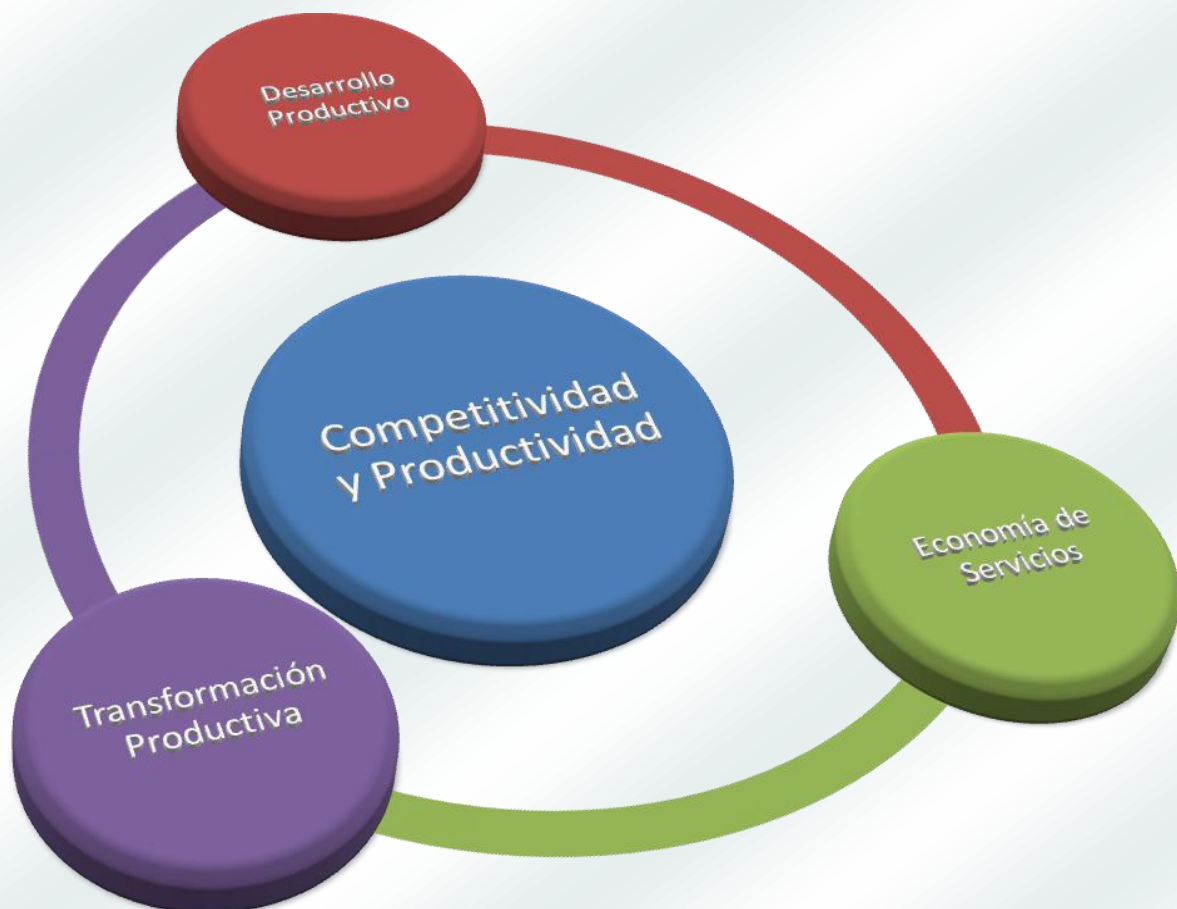 Desarrollo
Productivo
Competitividad
y Productividad
Economía de
Servicios
Transformación
Productiva